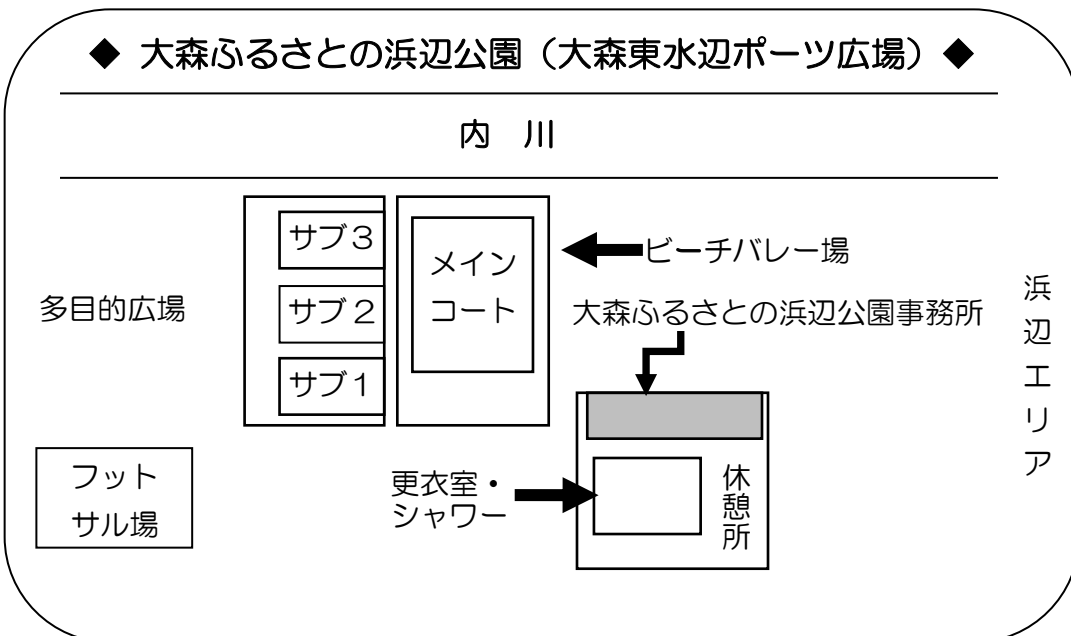 ◆ 大森ふるさとの浜辺公園（大森東水辺ポーツ広場）◆
内 川
サブ３
メイン
コート
ビーチバレー場
多目的広場
サブ２
大森ふるさとの浜辺公園事務所
浜辺エリア
サブ１
フット
サル場
更衣室・
シャワー
休憩所